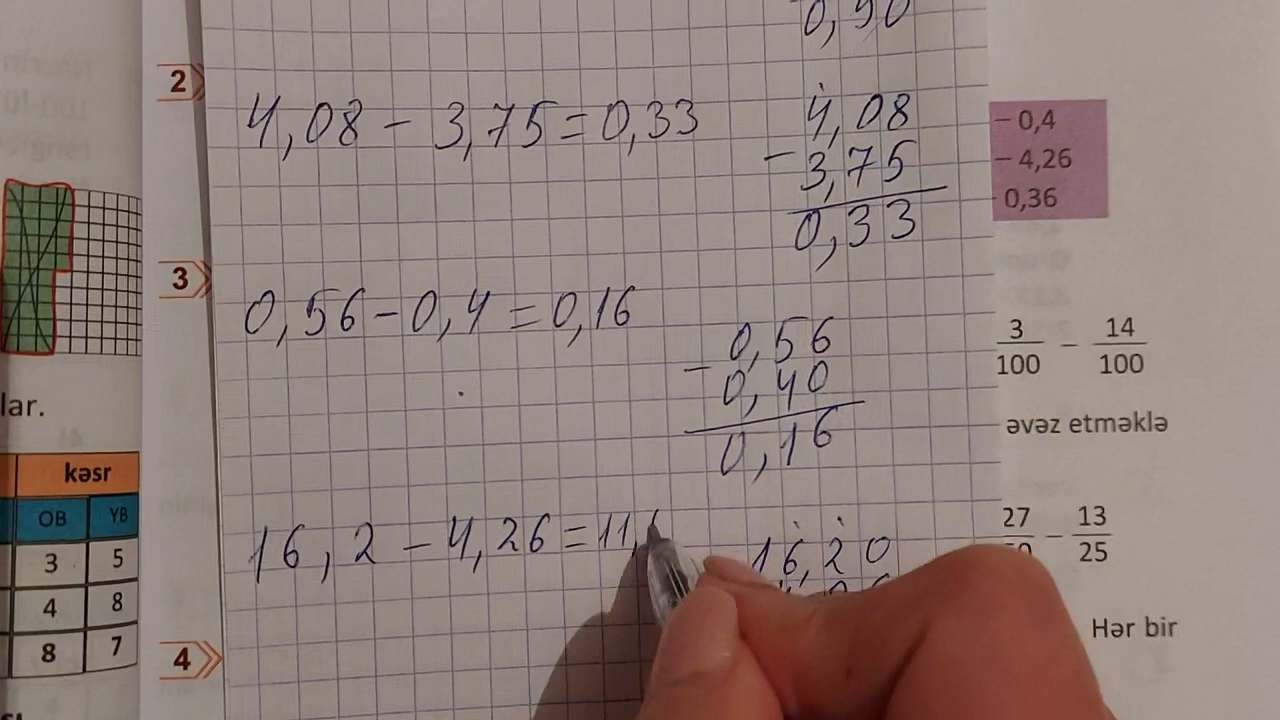 0,90
2
4,08 - 3,75 = 0,33
4,08
- 3,75
0,33
- 0,4
- 4,26
0,36
3
0,56 - 0,4 = 0,16
- 0,56
0,40
0,16
3/100 - 14/100
lar.
əvəz etməklə
kəsr
OB YB
3 5
4 8
8 7
16,2 - 4,26 = 11,
16,20
27 - 13/25
Hər bir
4